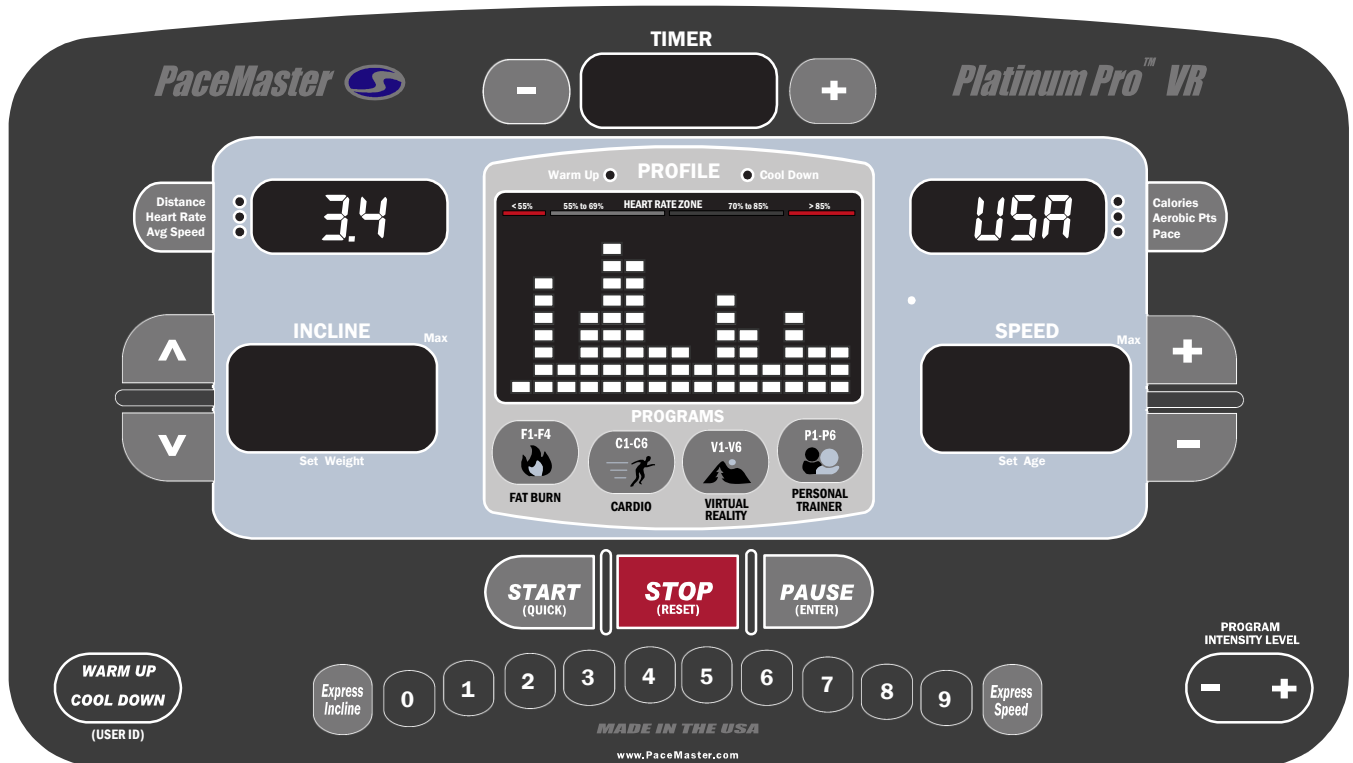 TIMER
PaceMaster
- +
Platinum Pro™ VR
Warm Up PROFILE Cool Down
Distance
Heart Rate
Avg Speed
3.4
< 55% 55% to 69% HEART RATE ZONE 70% to 85% > 85%
USA
Calories
Aerobic Pts
Pace
INCLINE
Max
SPEED
Max
+
-
Set Weight
Set Age
PROGRAMS
F1-F4
FAT BURN
C1-C6
CARDIO
V1-V6
VIRTUAL
REALITY
P1-P6
PERSONAL
TRAINER
START
(QUICK)
STOP
(RESET)
PAUSE
(ENTER)
WARM UP
COOL DOWN
(USER ID)
Express
Incline
0 1 2 3 4 5 6 7 8 9
Express
Speed
PROGRAM
INTENSITY LEVEL
- +
MADE IN THE USA
www.PaceMaster.com